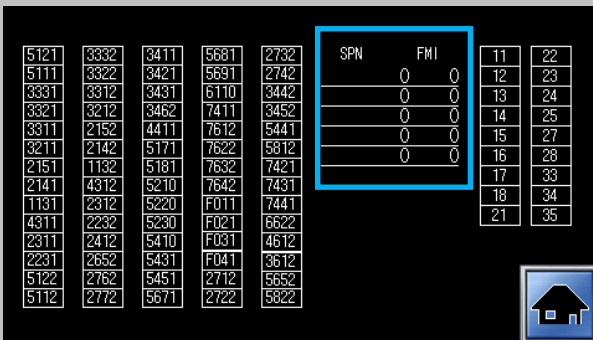 5121 3332 3411 5681 2732 SPN FMI 11 22
5111 3322 3421 5691 2742 0 0 12 23
3331 3312 3431 6110 3442 0 0 13 24
3321 3212 3462 7411 3452 0 0 14 25
3311 2152 4411 7612 5441 0 0 15 27
3211 2142 5171 7622 5812 0 0 16 28
2151 1132 5181 7632 7421 17 33
2141 4312 5210 7642 7431 18 34
1131 2312 5220 F011 7441 21 35
4311 2232 5230 F021 6622
2311 2412 5410 F031 4612
2231 2652 5431 F041 3612
5122 2762 5451 2712 5652
5112 2772 5671 2722 5822